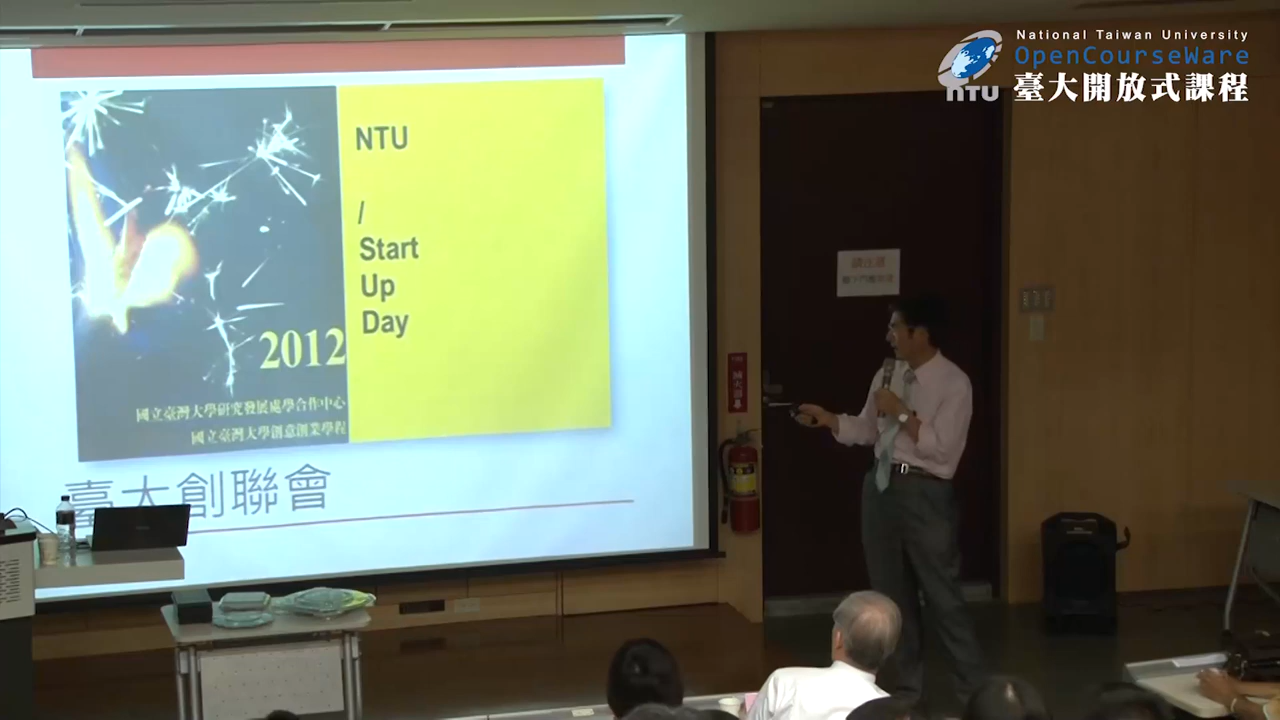 National Taiwan University
OpenCourseWare
NTU 臺大開放式課程
NTU
/
Start
Up
Day
2012
國立臺灣大學研究發展處學合作中心
國立臺灣大學創意創業學程
臺大創聯會